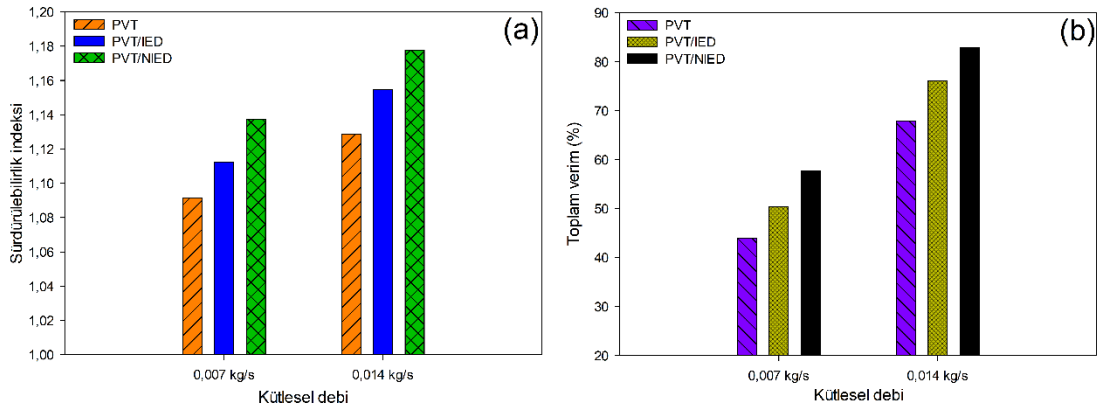 (a)
PVT
PVT/IED
PVT/NIED
Sürdürülebilirlik indeksi
1,20
1,18
1,16
1,14
1,12
1,10
1,08
1,06
1,04
1,02
1,00
0,007 kg/s
0,014 kg/s
Kütlesel debi
(b)
PVT
PVT/IED
PVT/NIED
Toplam verim (%)
90
80
70
60
50
40
30
20
0,007 kg/s
0,014 kg/s
Kütlesel debi